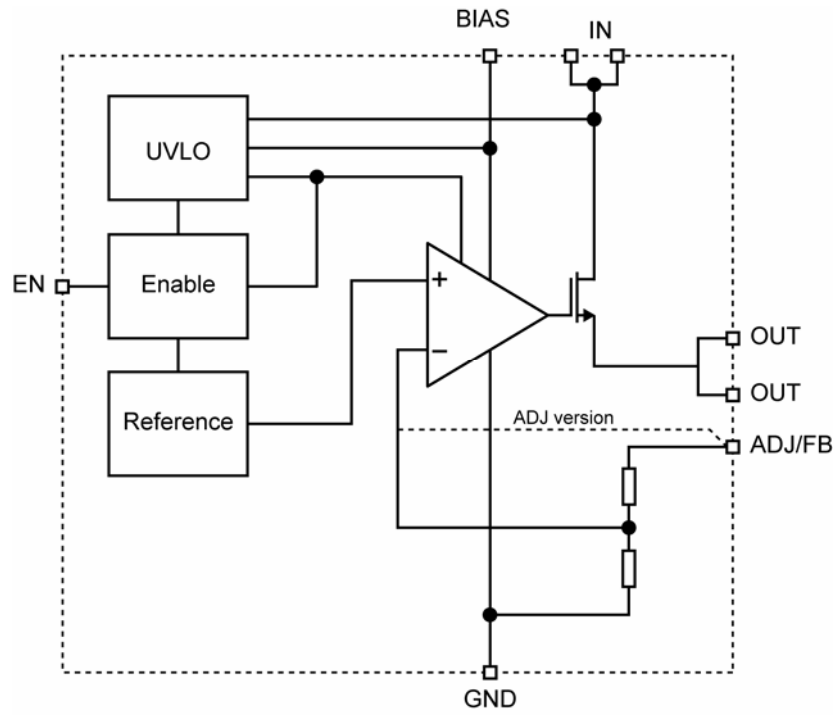 BIAS
IN
UVLO
EN
Enable
+
−
OUT
OUT
Reference
ADJ version
ADJ/FB
GND